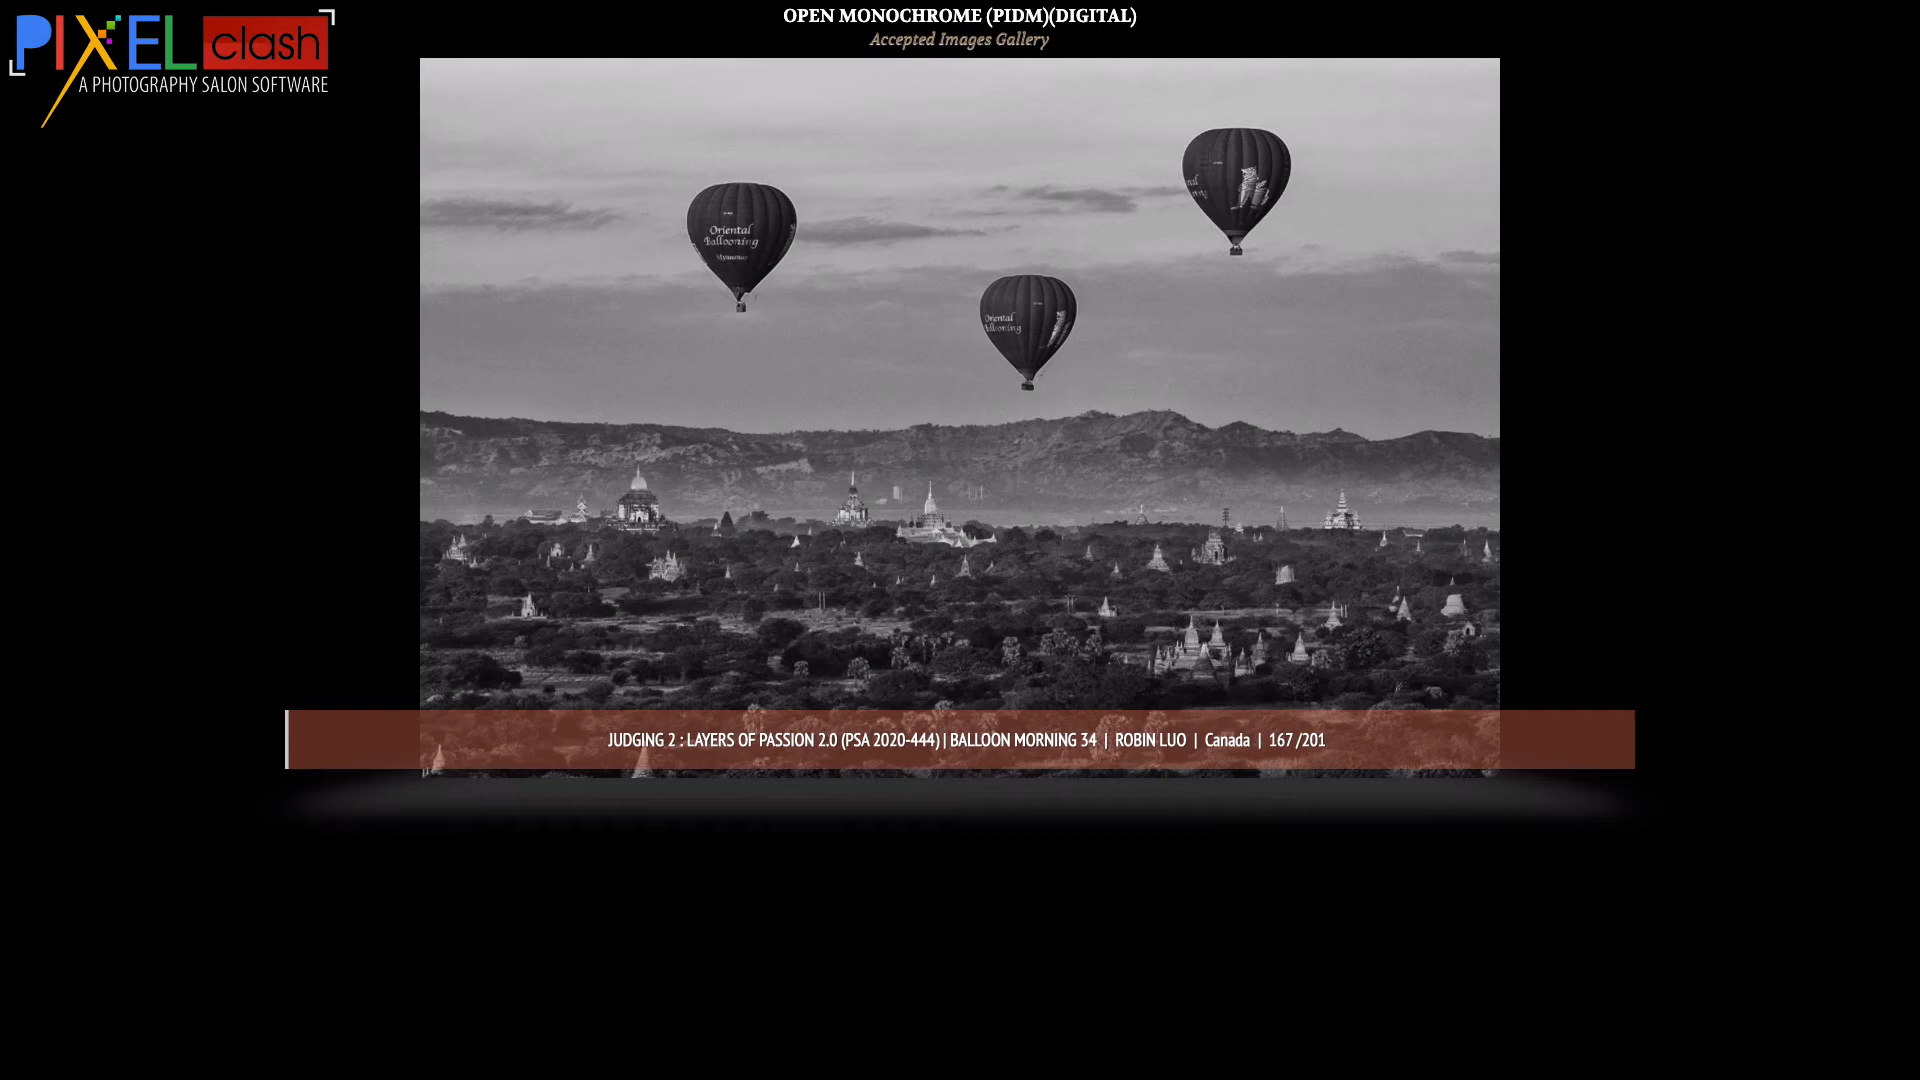 PIXEL clash
A PHOTOGRAPHY SALON SOFTWARE
OPEN MONOCHROME (PIDM)(DIGITAL)
Accepted Images Gallery
Oriental
Ballooning
Myanmar
Oriental
Ballooning
JUDGING 2 : LAYERS OF PASSION 2.0 (PSA 2020-444) | BALLOON MORNING 34 | ROBIN LUO | Canada | 167 /201